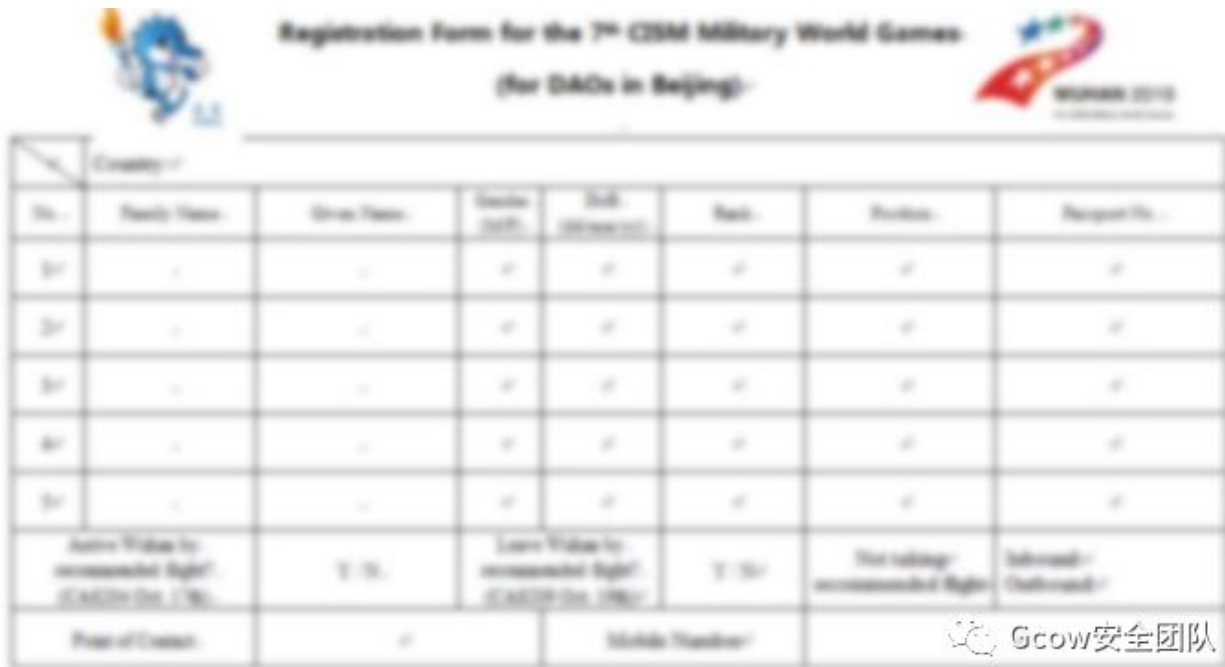 Registration Form for the 7th CISM Military World Games
(for DAOs in Beijing)
WUHAN 2019
Country
No. Family Name Given Name Gender (M/F) DoB Rank Position Passport No.
1
2
3
4
5
Arrive Wuhan by Leave Wuhan by Not taking Inbound
recommended flight? Y / N recommended flight? Y / N recommended flight Outbound
Point of Contact Mobile Number
Gcow安全团队